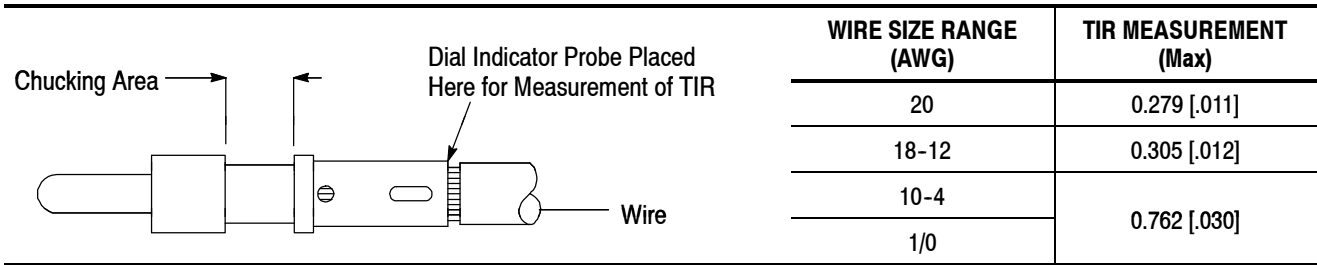 Chucking Area
Dial Indicator Probe Placed
Here for Measurement of TIR
Wire
WIRE SIZE RANGE
(AWG)
TIR MEASUREMENT
(Max)
20
0.279 [.011]
18-12
0.305 [.012]
10-4
0.762 [.030]
1/0